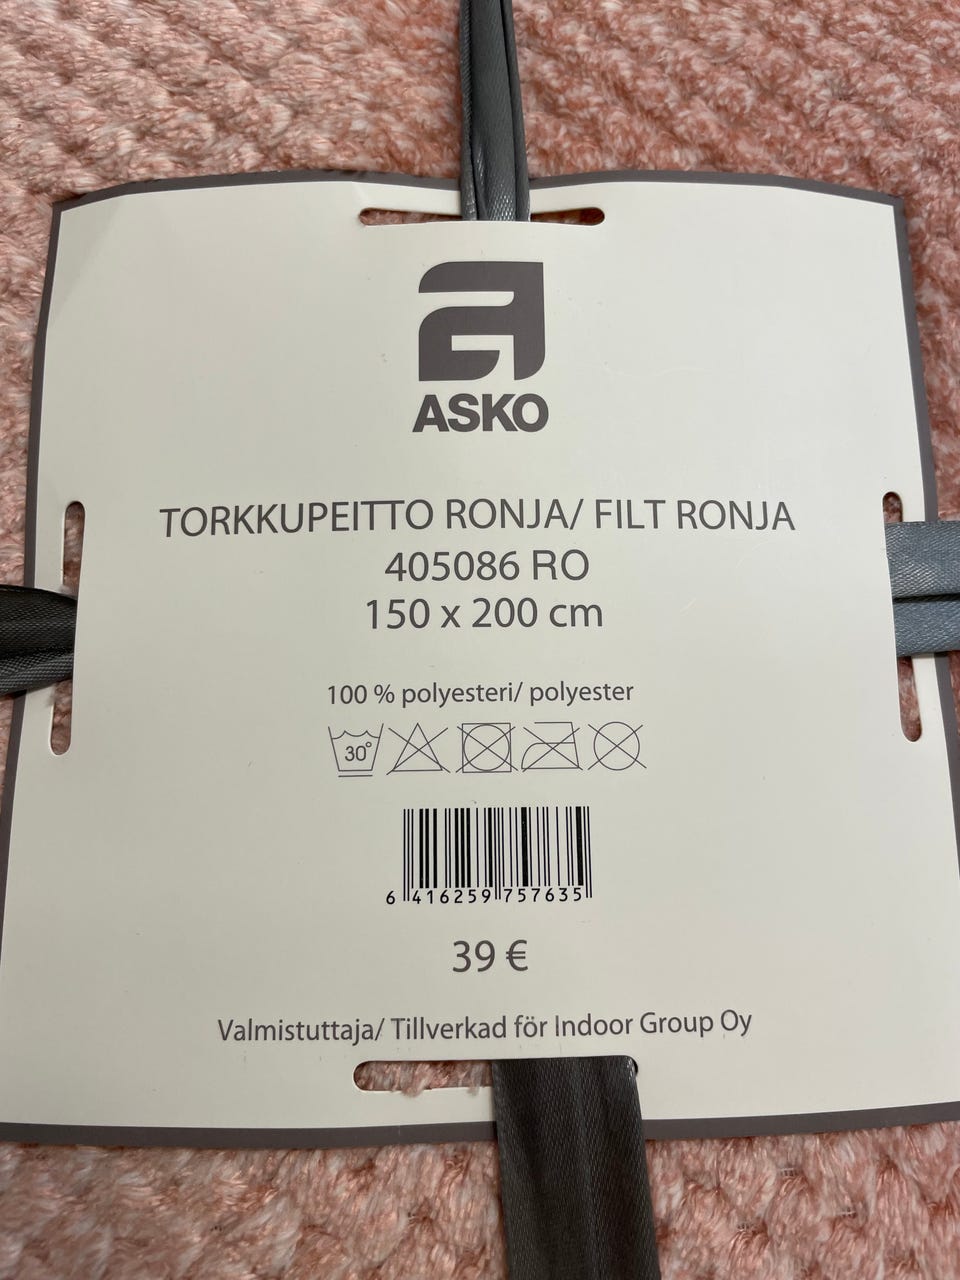 ASKO
TORKKUPEITTO RONJA/ FILT RONJA
405086 RO
150 x 200 cm
100 % polyesteri/ polyester
30°
6 416259 757635
39 €
Valmistuttaja/ Tillverkad för Indoor Group Oy